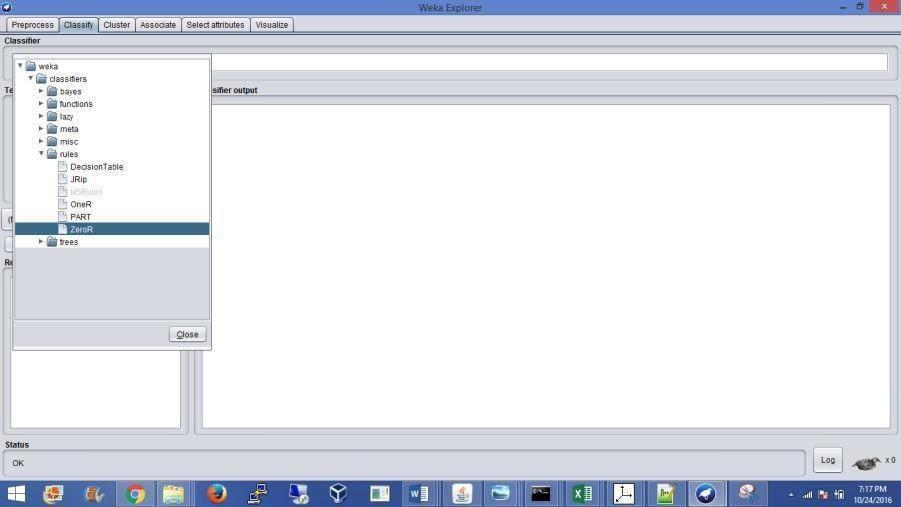 Weka Explorer
Preprocess Classify Cluster Associate Select attributes Visualize
Classifier
weka
classifiers
bayes
functions
lazy
meta
misc
rules
DecisionTable
JRip
M5Rules
OneR
PART
ZeroR
trees
Close
Te
sifier output
(N
Re
Status
OK
Log
x 0
7:17 PM
10/24/2016